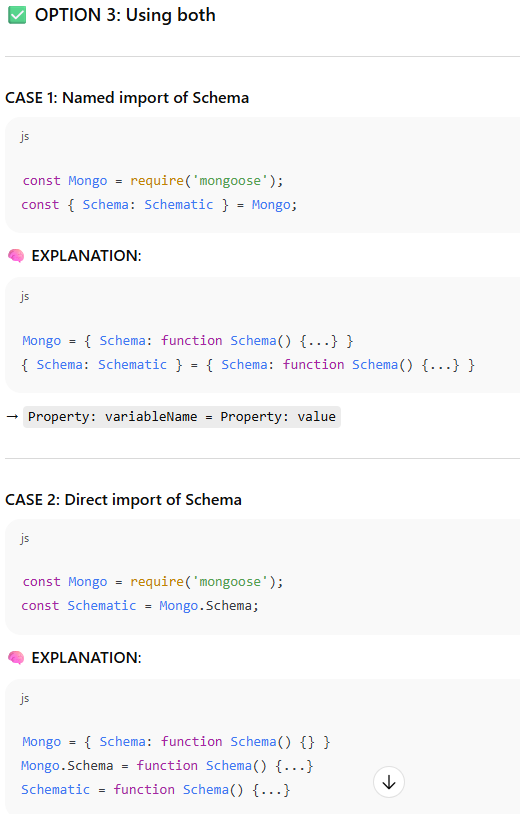 ✅ OPTION 3: Using both
CASE 1: Named import of Schema
js
const Mongo = require('mongoose');
const { Schema: Schematic } = Mongo;
🧠 EXPLANATION:
js
Mongo = { Schema: function Schema() {...} }
{ Schema: Schematic } = { Schema: function Schema() {...} }
→ Property: variableName = Property: value
CASE 2: Direct import of Schema
js
const Mongo = require('mongoose');
const Schematic = Mongo.Schema;
🧠 EXPLANATION:
js
Mongo = { Schema: function Schema() {} }
Mongo.Schema = function Schema() {...}
Schematic = function Schema() {...}